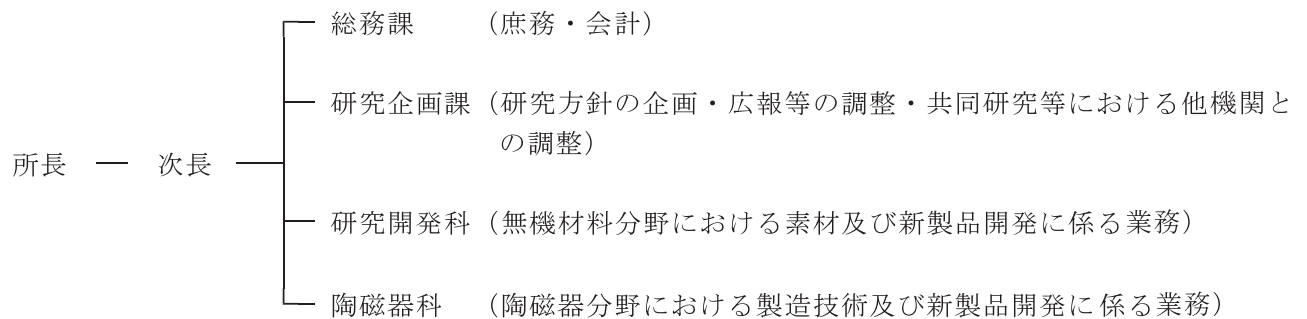 総務課 (庶務・会計)
研究企画課 (研究方針の企画・広報等の調整・共同研究等における他機関と
の調整)
所長 ― 次長
研究開発科 (無機材料分野における素材及び新製品開発に係る業務)
陶磁器科 (陶磁器分野における製造技術及び新製品開発に係る業務)